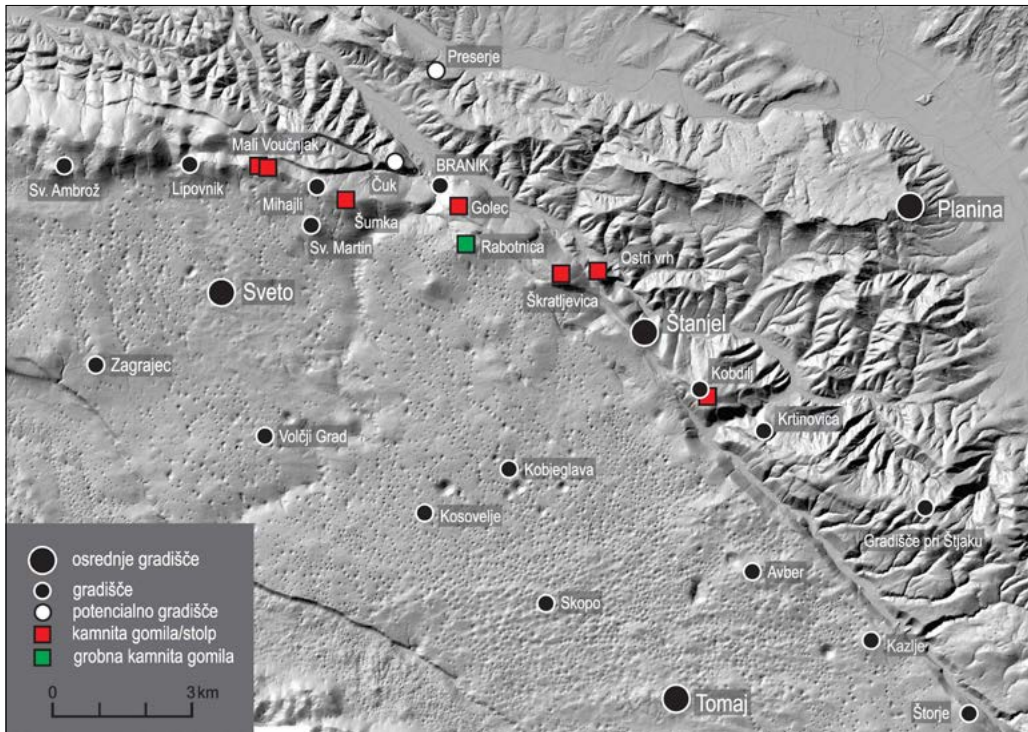 Preserje
Mali Voučnjak
Sv. Ambrož
Lipovnik
Čuk
BRANIK
Mihajli
Šumka
Golec
Planina
Sv. Martin
Rabotnica
Ostri vrh
Škratljevica
Sveto
Štanjel
Zagrajec
Kobdilj
Krtinovica
Volčji Grad
Kobjeglava
Kosovelje
Gradišče pri Štjaku
Avber
Skopo
Kazlje
Tomaj
Štorje
osrednje gradišče
gradišče
potencialno gradišče
kamnita gomila/stolp
grobna kamnita gomila
0 3 km